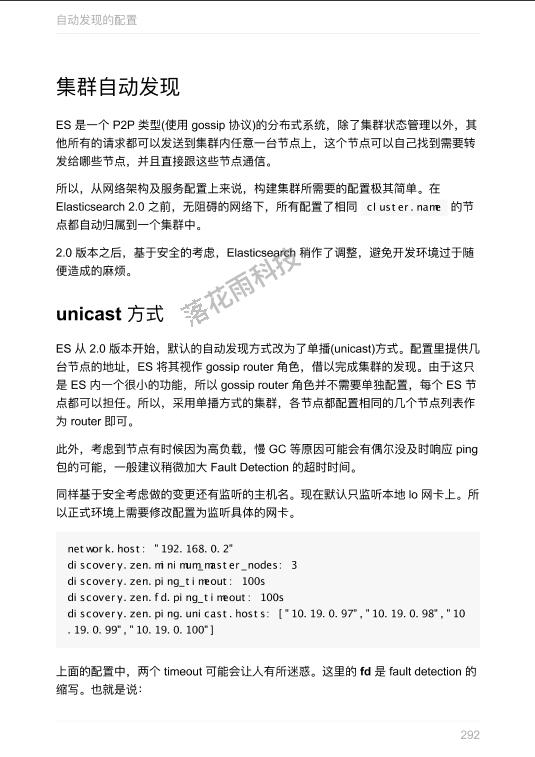 自动发现的配置
集群自动发现
ES 是一个 P2P 类型(使用 gossip 协议)的分布式系统，除了集群状态管理以外，其
他所有的请求都可以发送到集群内任意一台节点上，这个节点可以自己找到需要转
发给哪些节点，并且直接跟这些节点通信。
所以，从网络架构及服务配置上来说，构建集群所需要的配置极其简单。在
Elasticsearch 2.0 之前，无阻碍的网络下，所有配置了相同 cluster.name 的节
点都自动归属到一个集群中。
2.0 版本之后，基于安全的考虑，Elasticsearch 稍作了调整，避免开发环境过于随
便造成的麻烦。
落花雨科技
unicast 方式
ES 从 2.0 版本开始，默认的自动发现方式改为了单播(unicast)方式。配置里提供几
台节点的地址，ES 将其视作 gossip router 角色，借以完成集群的发现。由于这只
是 ES 内一个很小的功能，所以 gossip router 角色并不需要单独配置，每个 ES 节
点都可以担任。所以，采用单播方式的集群，各节点都配置相同的几个节点列表作
为 router 即可。
此外，考虑到节点有时候因为高负载，慢 GC 等原因可能会有偶尔没及时响应 ping
包的可能，一般建议稍微加大 Fault Detection 的超时时间。
同样基于安全考虑做的变更还有监听的主机名。现在默认只监听本地 lo 网卡上。所
以正式环境上需要修改配置为监听具体的网卡。
network.host: "192.168.0.2"
discovery.zen.minimum_master_nodes: 3
discovery.zen.ping_timeout: 100s
discovery.zen.fd.ping_timeout: 100s
discovery.zen.ping.unicast.hosts: ["10.19.0.97","10.19.0.98","10
.19.0.99","10.19.0.100"]
上面的配置中，两个 timeout 可能会让人有所迷惑。这里的 fd 是 fault detection 的
缩写。也就是说：
292